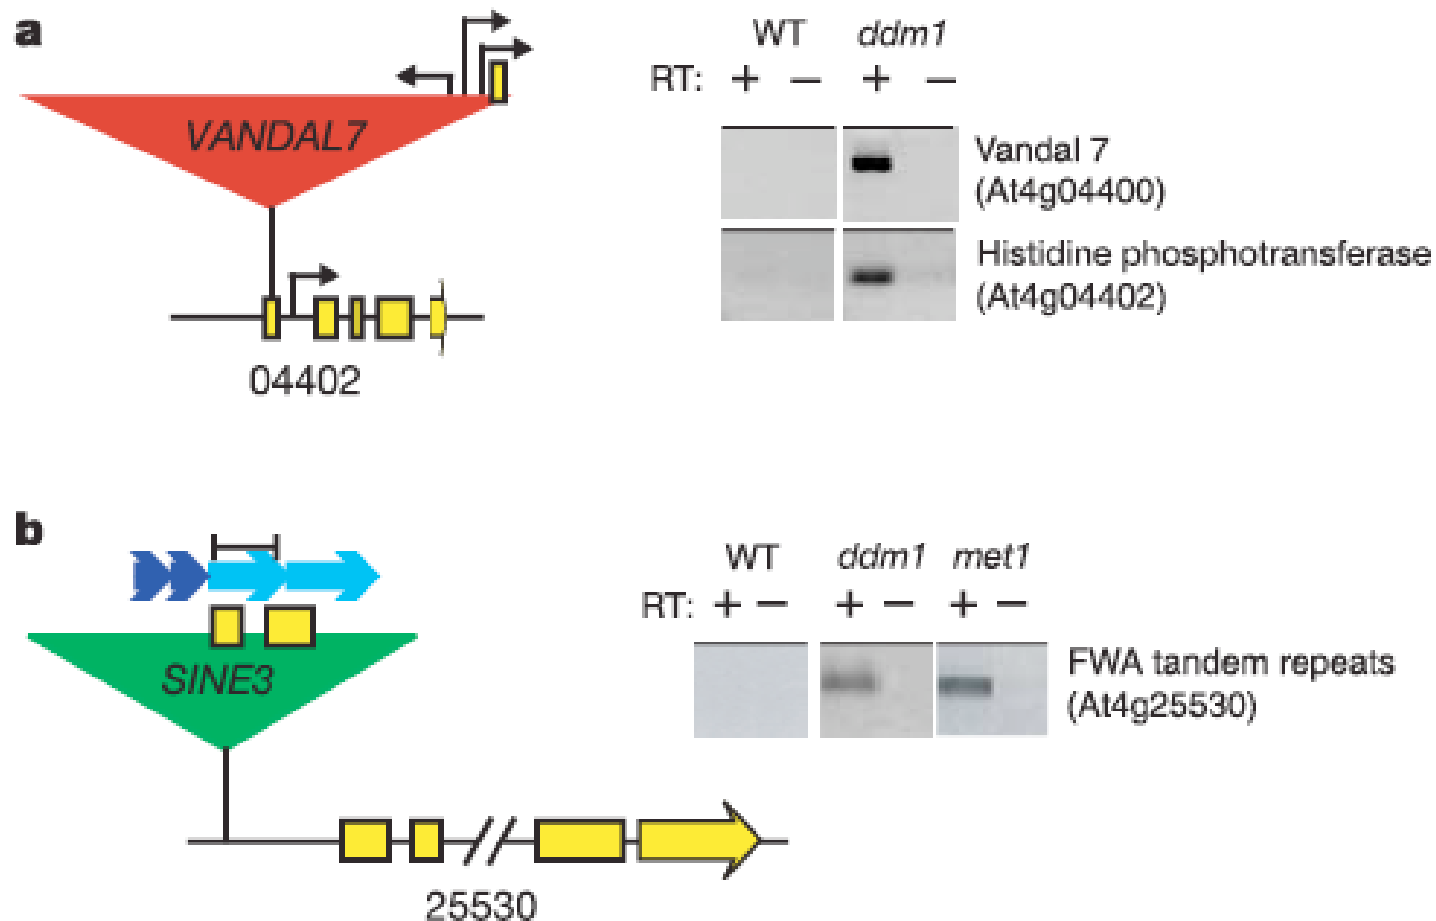 a
WT ddm1
RT: + − + −
VANDAL7
Vandal 7
(At4g04400)
Histidine phosphotransferase
(At4g04402)
04402
b
WT ddm1 met1
RT: + − + − + −
SINE3
FWA tandem repeats
(At4g25530)
25530